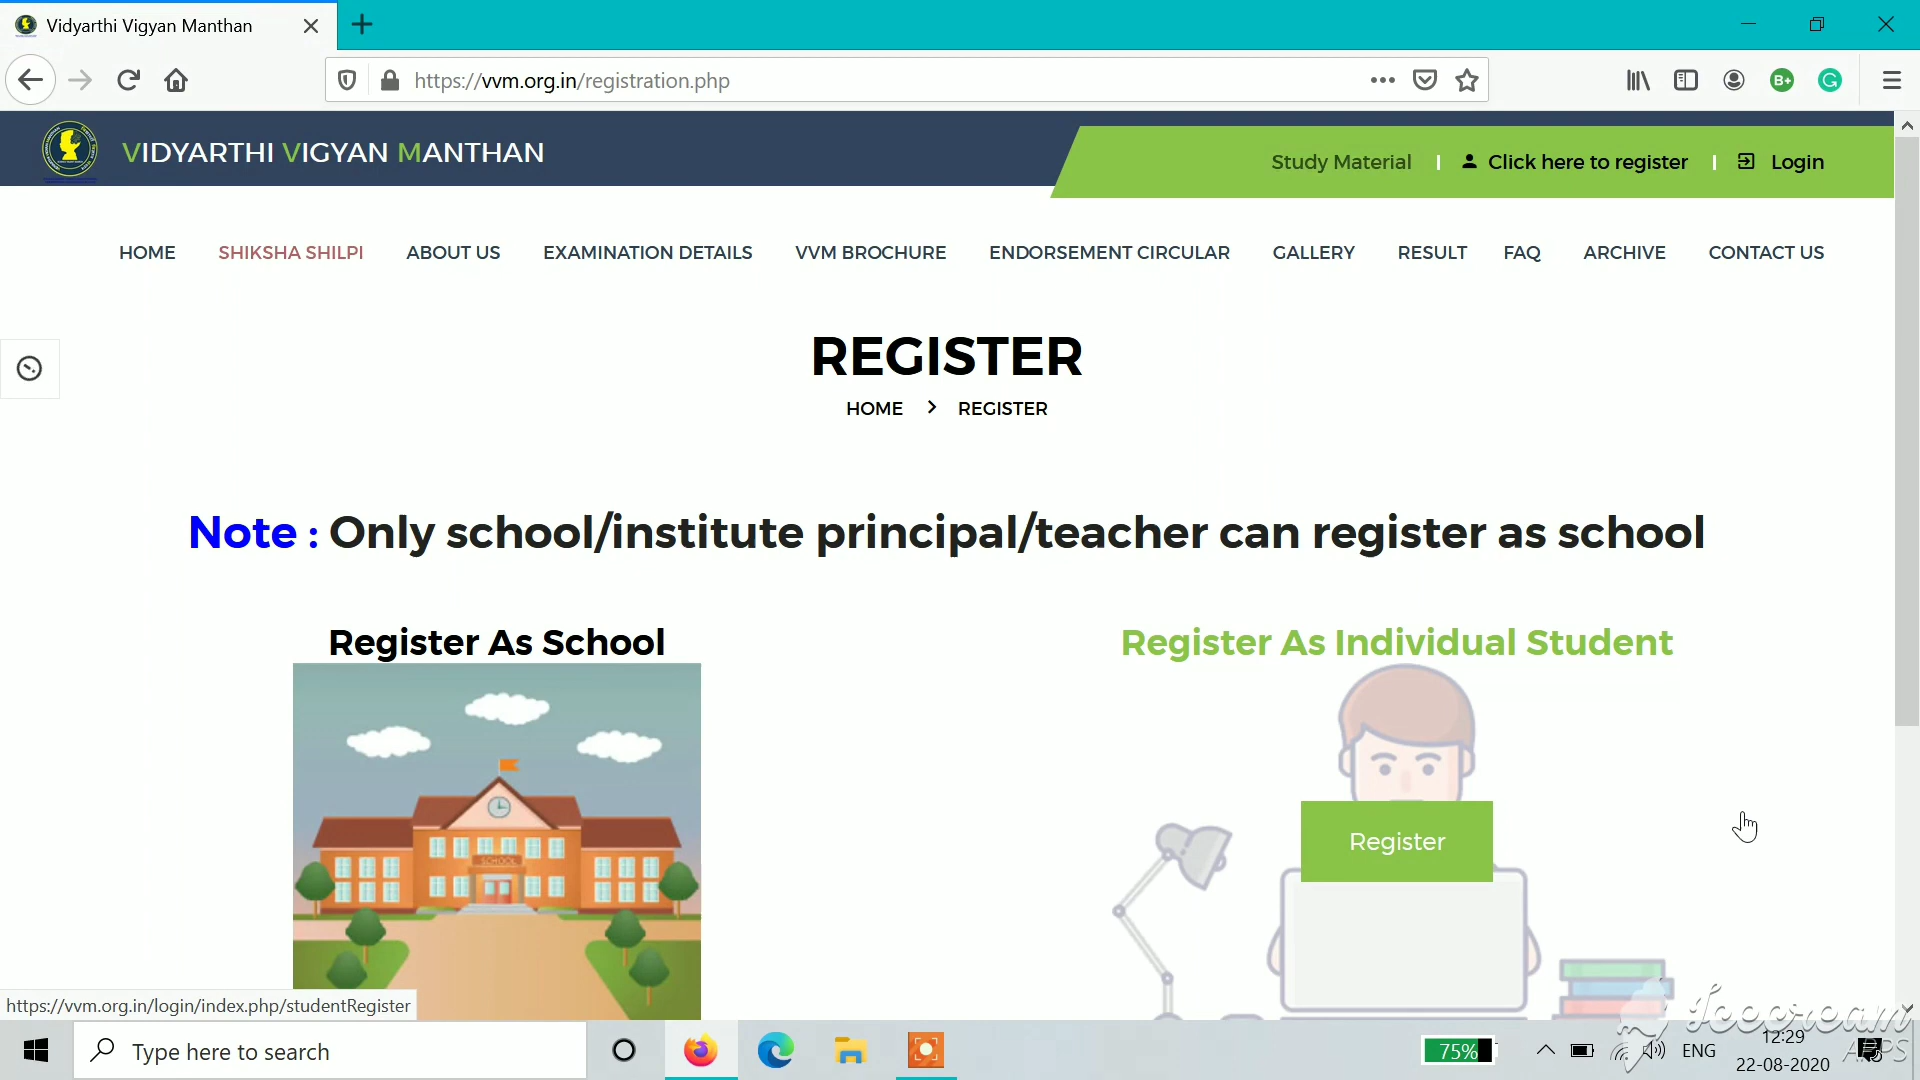 Vidyarthi Vigyan Manthan
https://vvm.org.in/registration.php
VIDYARTHI VIGYAN MANTHAN
Study Material | Click here to register | Login
HOME SHIKSHA SHILPI ABOUT US EXAMINATION DETAILS VVM BROCHURE ENDORSEMENT CIRCULAR GALLERY RESULT FAQ ARCHIVE CONTACT US
REGISTER
HOME > REGISTER
Note : Only school/institute principal/teacher can register as school
Register As School
Register As Individual Student
SCHOOL
Register
https://vvm.org.in/login/index.php/studentRegister
Icecream
APPS
Type here to search
75%
ENG
12:29
22-08-2020